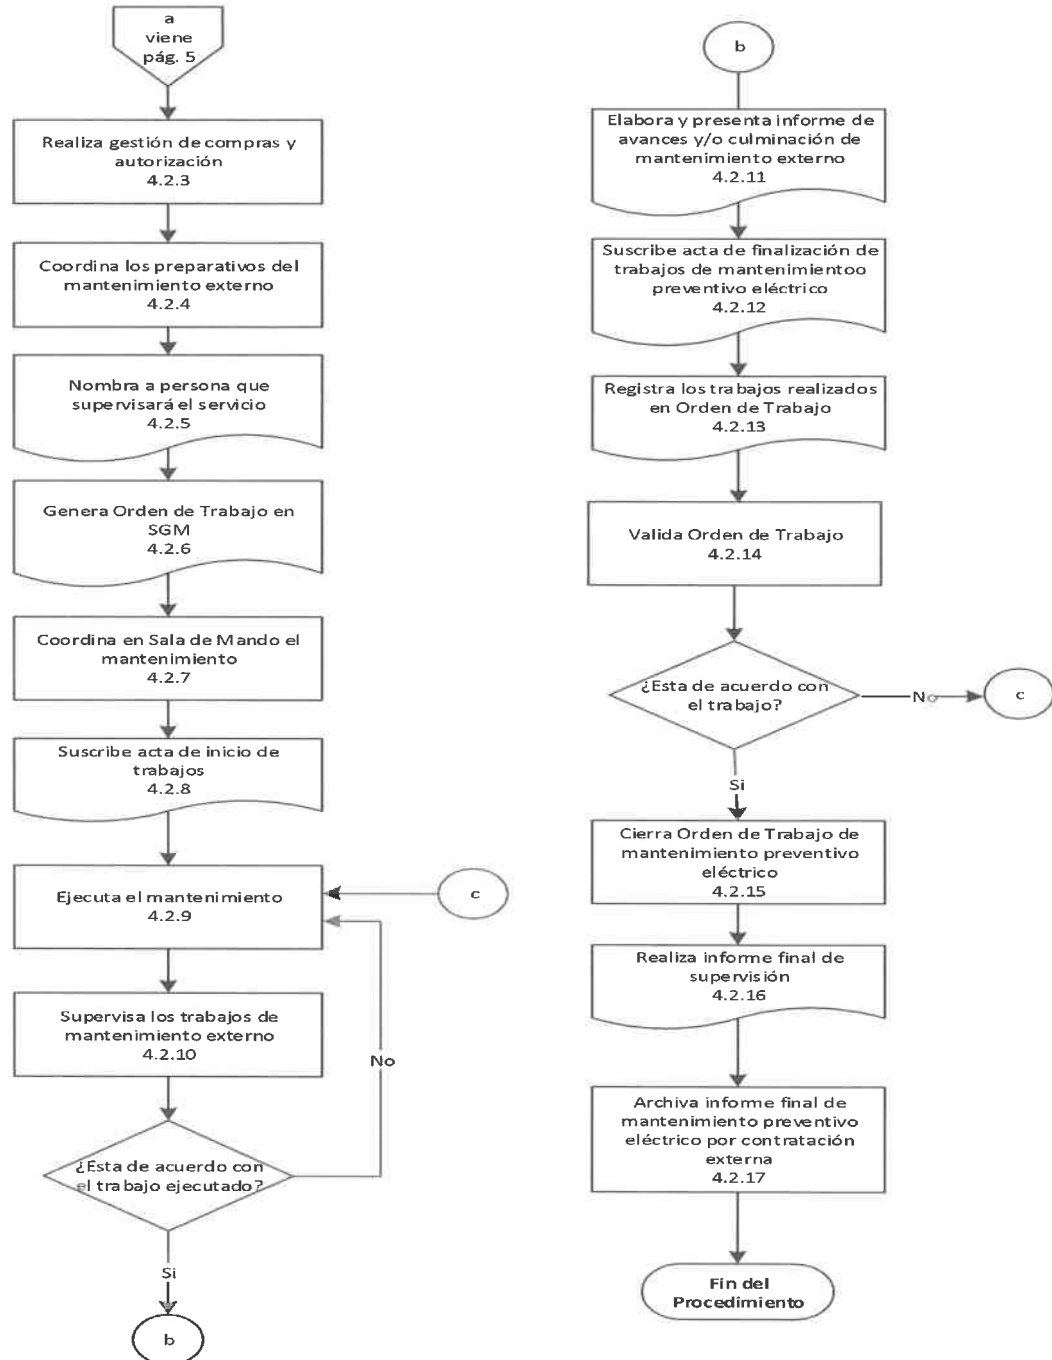 a
viene
pág. 5
Realiza gestión de compras y
autorización
4.2.3
Coordina los preparativos del
mantenimiento externo
4.2.4
Nombra a persona que
supervisará el servicio
4.2.5
Genera Orden de Trabajo en
SGM
4.2.6
Coordina en Sala de Mando el
mantenimiento
4.2.7
Suscribe acta de inicio de
trabajos
4.2.8
Ejecuta el mantenimiento
4.2.9
c
Supervisa los trabajos de
mantenimiento externo
4.2.10
No
¿Esta de acuerdo con
el trabajo ejecutado?
Si
b
b
Elabora y presenta informe de
avances y/o culminación de
mantenimiento externo
4.2.11
Suscribe acta de finalización de
trabajos de mantenimientoo
preventivo eléctrico
4.2.12
Registra los trabajos realizados
en Orden de Trabajo
4.2.13
Valida Orden de Trabajo
4.2.14
¿Esta de acuerdo con
el trabajo?
No
c
Si
Cierra Orden de Trabajo de
mantenimiento preventivo
eléctrico
4.2.15
Realiza informe final de
supervisión
4.2.16
Archiva informe final de
mantenimiento preventivo
eléctrico por contratación
externa
4.2.17
Fin del
Procedimiento